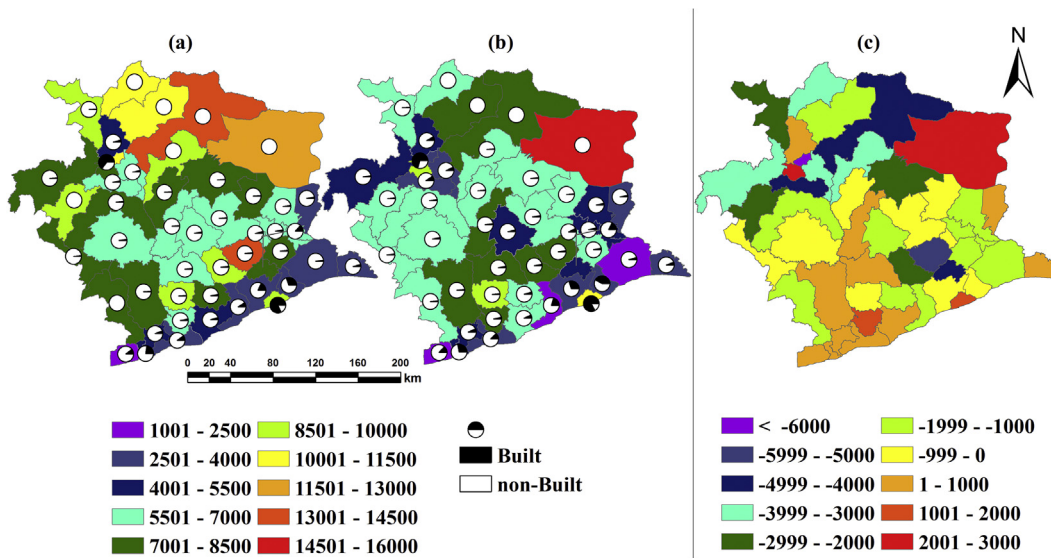 (a)
(b)
(c)
N
0 20 40 80 120 160 200
km
1001 - 2500
2501 - 4000
4001 - 5500
5501 - 7000
7001 - 8500
8501 - 10000
10001 - 11500
11501 - 13000
13001 - 14500
14501 - 16000
Built
non-Built
< -6000
-5999 - -5000
-4999 - -4000
-3999 - -3000
-2999 - -2000
-1999 - -1000
-999 - 0
1 - 1000
1001 - 2000
2001 - 3000